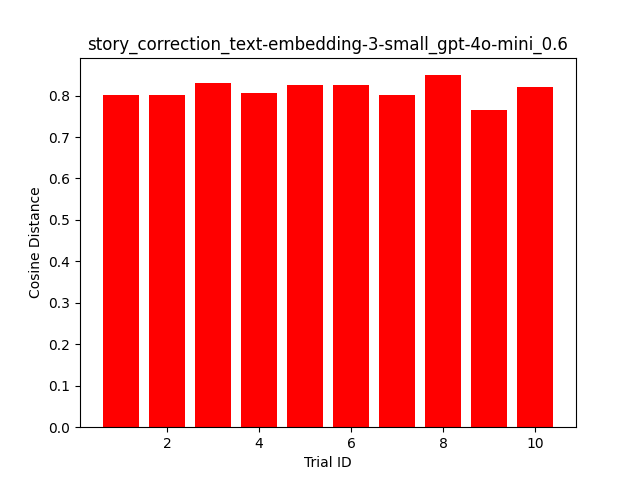 story_correction_text-embedding-3-small_gpt-4o-mini_0.6
Cosine Distance
0.8
0.7
0.6
0.5
0.4
0.3
0.2
0.1
0.0
2 4 6 8 10
Trial ID